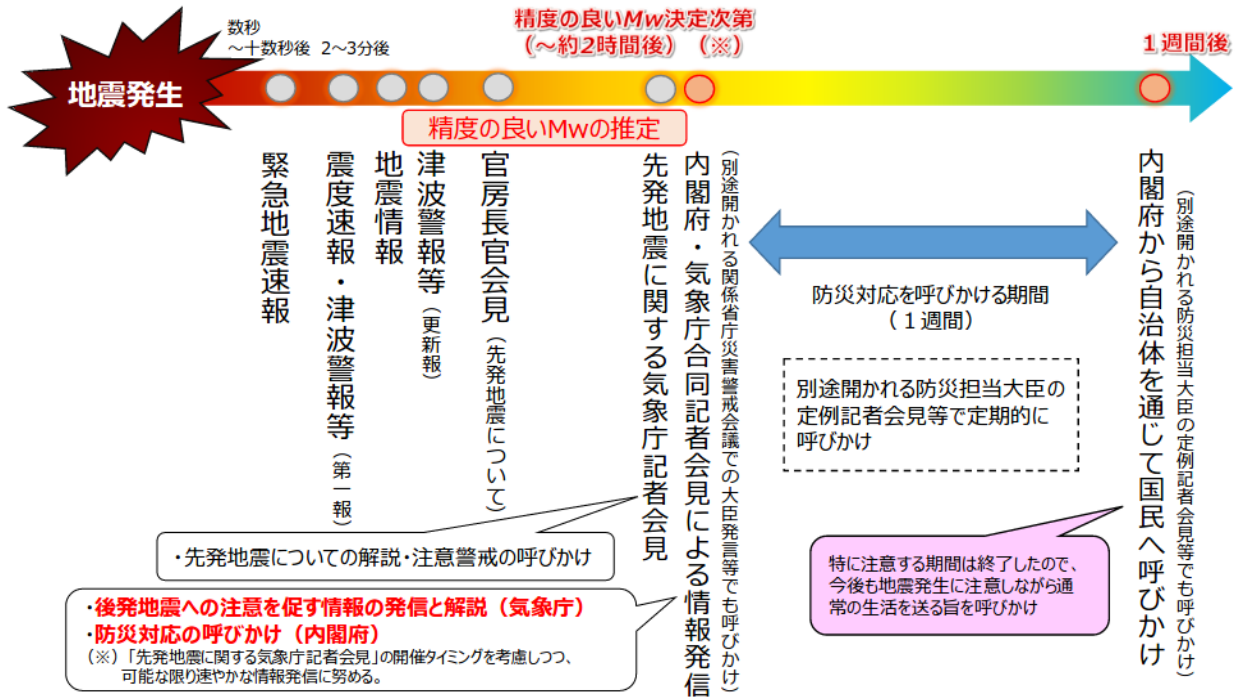 数秒
～十数秒後 2～3分後
精度の良いMw決定次第
（～約2時間後）（※）
１週間後
地震発生
精度の良いMwの推定
緊急地震速報
震度速報・津波警報等（第一報）
地震情報
津波警報等（更新報）
官房長官会見（先発地震について）
先発地震に関する気象庁記者会見
内閣府・気象庁合同記者会見による情報発信
（別途開かれる関係省庁災害警戒会議での大臣発言等でも呼びかけ）
防災対応を呼びかける期間
（１週間）
別途開かれる防災担当大臣の
定例記者会見等で定期的に
呼びかけ
内閣府から自治体を通じて国民へ呼びかけ
（別途開かれる防災担当大臣の定例記者会見等でも呼びかけ）
・先発地震についての解説・注意警戒の呼びかけ
・後発地震への注意を促す情報の発信と解説（気象庁）
・防災対応の呼びかけ（内閣府）
（※）「先発地震に関する気象庁記者会見」の開催タイミングを考慮しつつ、
可能な限り速やかな情報発信に努める。
特に注意する期間は終了したので、
今後も地震発生に注意しながら通
常の生活を送る旨を呼びかけ